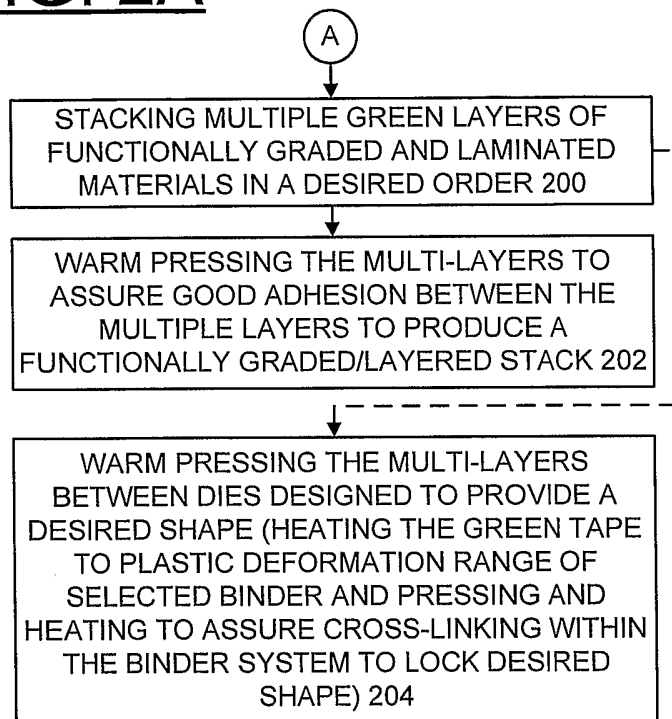 A
STACKING MULTIPLE GREEN LAYERS OF
FUNCTIONALLY GRADED AND LAMINATED
MATERIALS IN A DESIRED ORDER 200
WARM PRESSING THE MULTI-LAYERS TO
ASSURE GOOD ADHESION BETWEEN THE
MULTIPLE LAYERS TO PRODUCE A
FUNCTIONALLY GRADED/LAYERED STACK 202
WARM PRESSING THE MULTI-LAYERS
BETWEEN DIES DESIGNED TO PROVIDE A
DESIRED SHAPE (HEATING THE GREEN TAPE
TO PLASTIC DEFORMATION RANGE OF
SELECTED BINDER AND PRESSING AND
HEATING TO ASSURE CROSS-LINKING WITHIN
THE BINDER SYSTEM TO LOCK DESIRED
SHAPE) 204